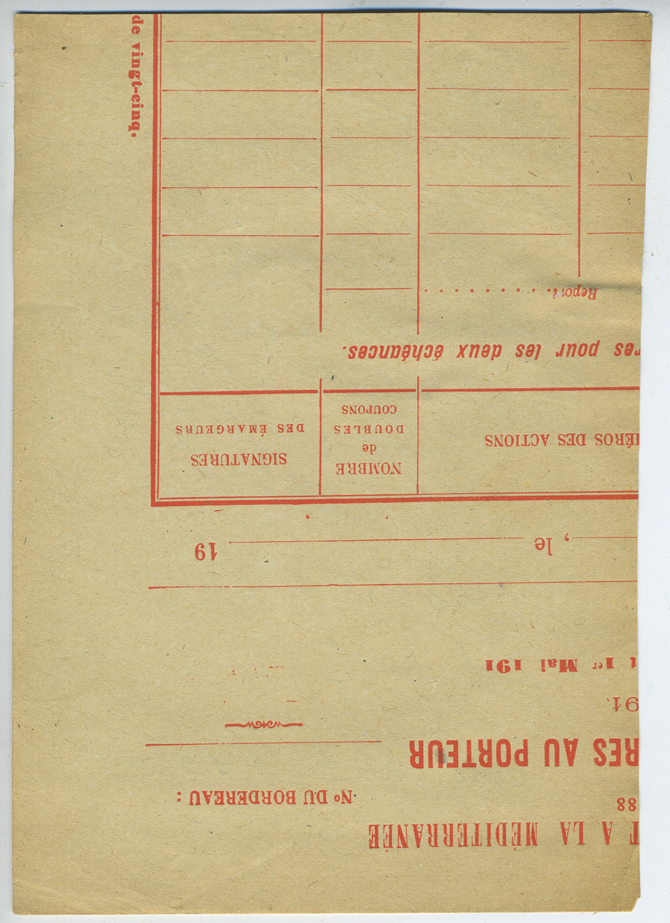 T A LA MÉDITERRANÉE
88
N° DU BORDEREAU :
RES AU PORTEUR
91.
t 1er Mai 191
, le 19
ÉROS DES ACTIONS
NOMBRE
de
DOUBLES
COUPONS
SIGNATURES
DES ÉMARGEURS
res pour les deux échéances.
Report. . . . . . . . . .
de vingt-cinq.